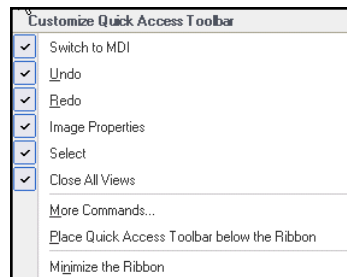 Customize Quick Access Toolbar
Switch to MDI
Undo
Redo
Image Properties
Select
Close All Views
More Commands...
Place Quick Access Toolbar below the Ribbon
Minimize the Ribbon